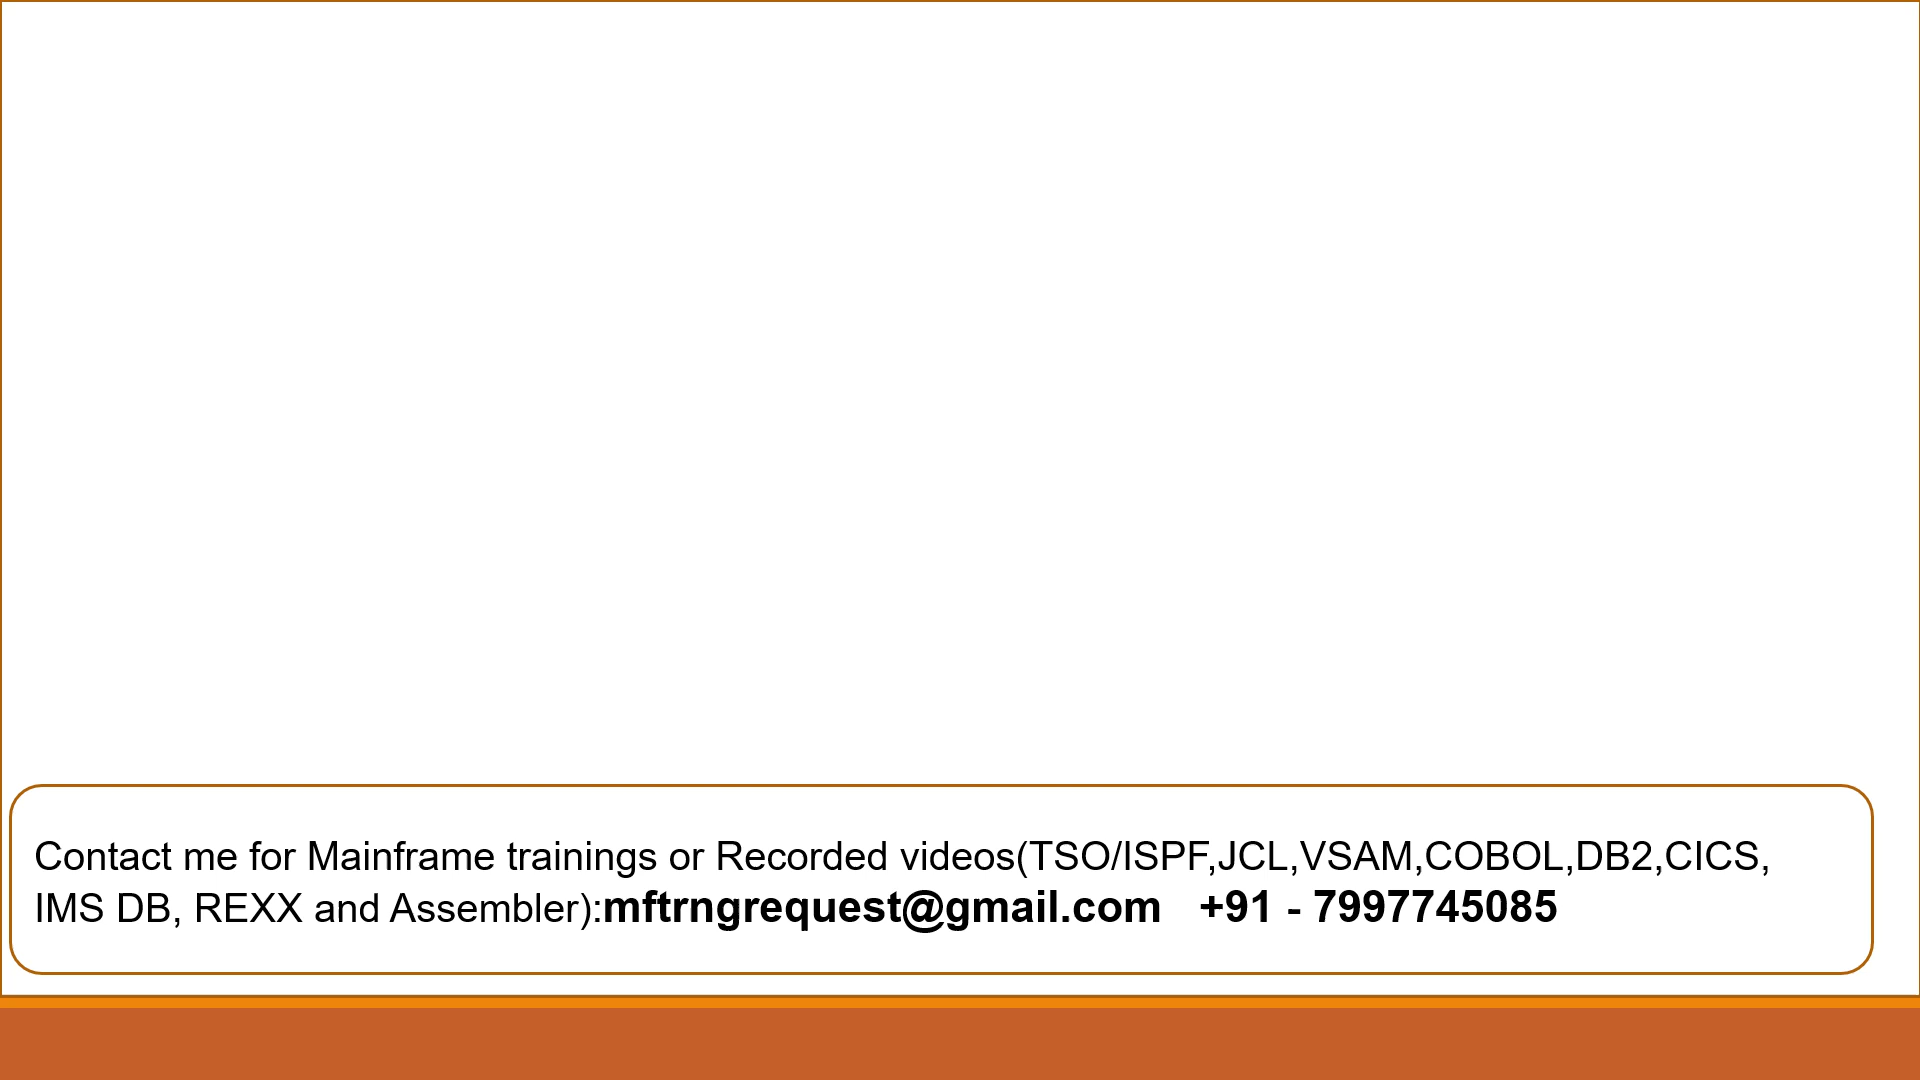 Contact me for Mainframe trainings or Recorded videos(TSO/ISPF,JCL,VSAM,COBOL,DB2,CICS,
IMS DB, REXX and Assembler):mftrngrequest@gmail.com   +91 - 7997745085